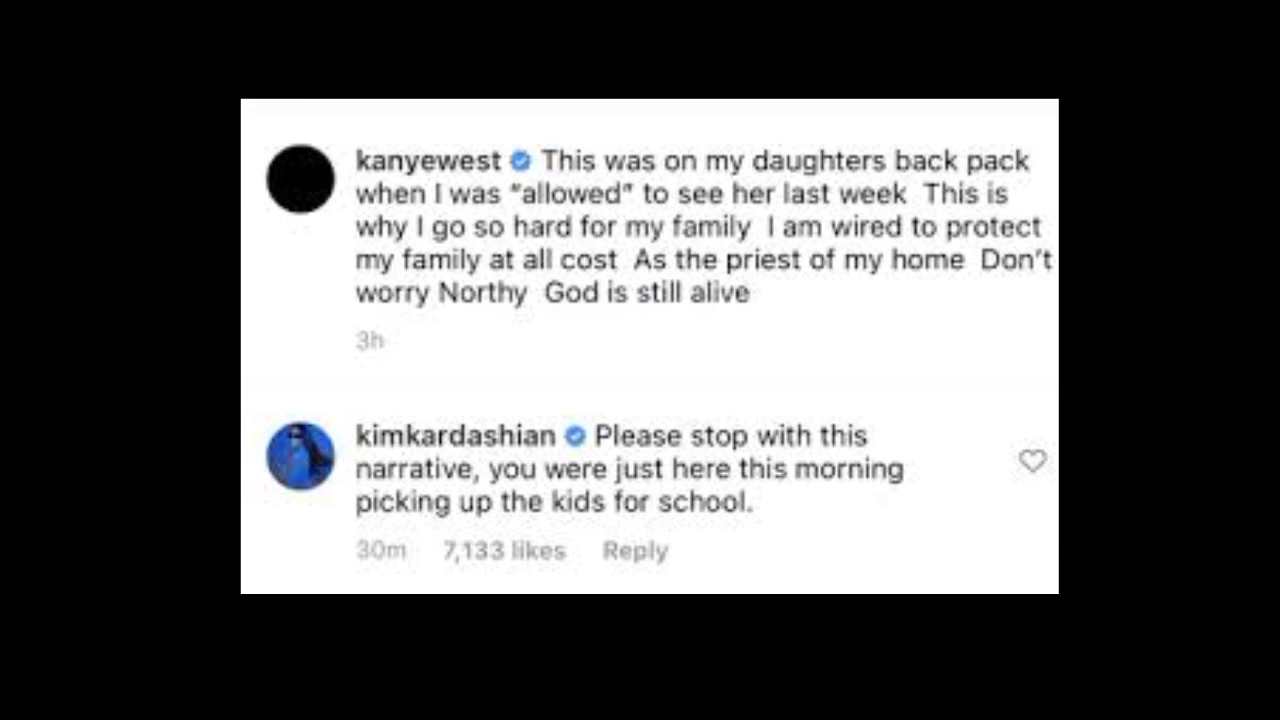 kanyewest This was on my daughters back pack
when I was “allowed” to see her last week  This is
why I go so hard for my family  I am wired to protect
my family at all cost  As the priest of my home  Don’t
worry Northy  God is still alive
3h
kimkardashian Please stop with this
narrative, you were just here this morning
picking up the kids for school.
30m 7,133 likes Reply